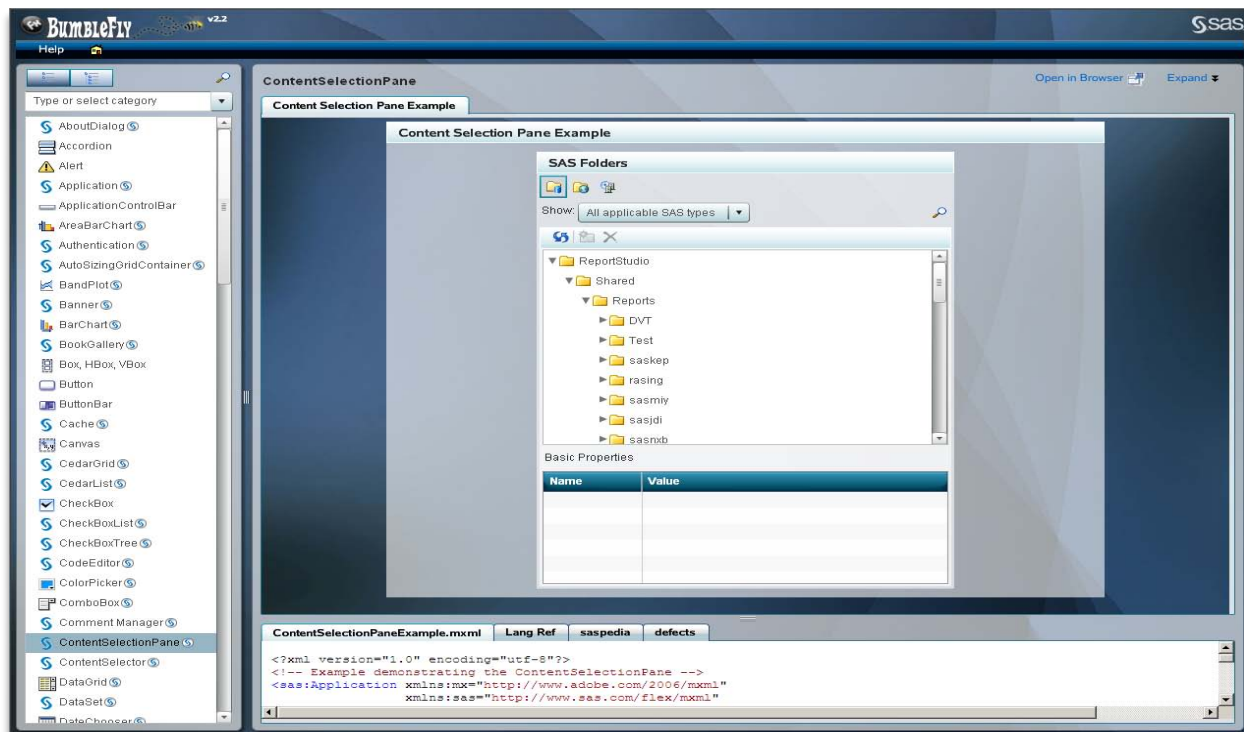 BumbleFly v2.2
sas
Help
Type or select category
AboutDialog
Accordion
Alert
Application
ApplicationControlBar
AreaBarChart
Authentication
AutoSizingGridContainer
BandPlot
Banner
BarChart
BookGallery
Box, HBox, VBox
Button
ButtonBar
Cache
Canvas
CedarGrid
CedarList
CheckBox
CheckBoxList
CheckBoxTree
CodeEditor
ColorPicker
ComboBox
Comment Manager
ContentSelectionPane
ContentSelector
DataGrid
DataSet
DateChooser
ContentSelectionPane
Open in Browser
Expand
Content Selection Pane Example
Content Selection Pane Example
SAS Folders
Show: All applicable SAS types
ReportStudio
Shared
Reports
DVT
Test
saskep
rasing
sasmiy
sasjdi
sasnxb
Basic Properties
Name Value
ContentSelectionPaneExample.mxml Lang Ref saspedia defects
<?xml version="1.0" encoding="utf-8"?>
<!-- Example demonstrating the ContentSelectionPane -->
<sas:Application xmlns:mx="http://www.adobe.com/2006/mxml"
xmlns:sas="http://www.sas.com/flex/mxml"